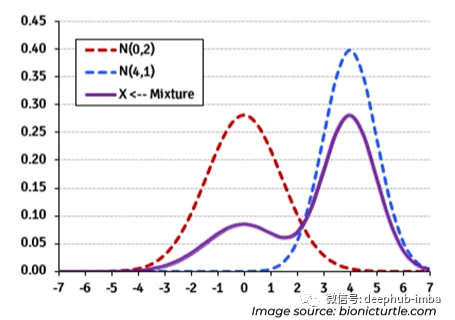 0.45
0.40
0.35
0.30
0.25
0.20
0.15
0.10
0.05
0.00
N(0,2)
N(4,1)
X <-- Mixture
-7 -6 -5 -4 -3 -2 -1 0 1 2 3 4 5 6 7
微信号: deephub-imba
Image source: bionicturtle.com